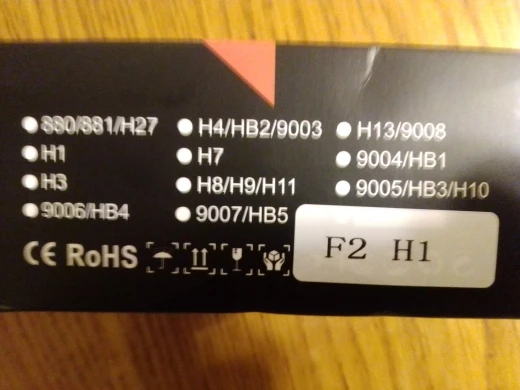 880/881/H27 H4/HB2/9003 H13/9008
H1 H7 9004/HB1
H3 H8/H9/H11 9005/HB3/H10
9006/HB4 9007/HB5
CE RoHS
F2 H1